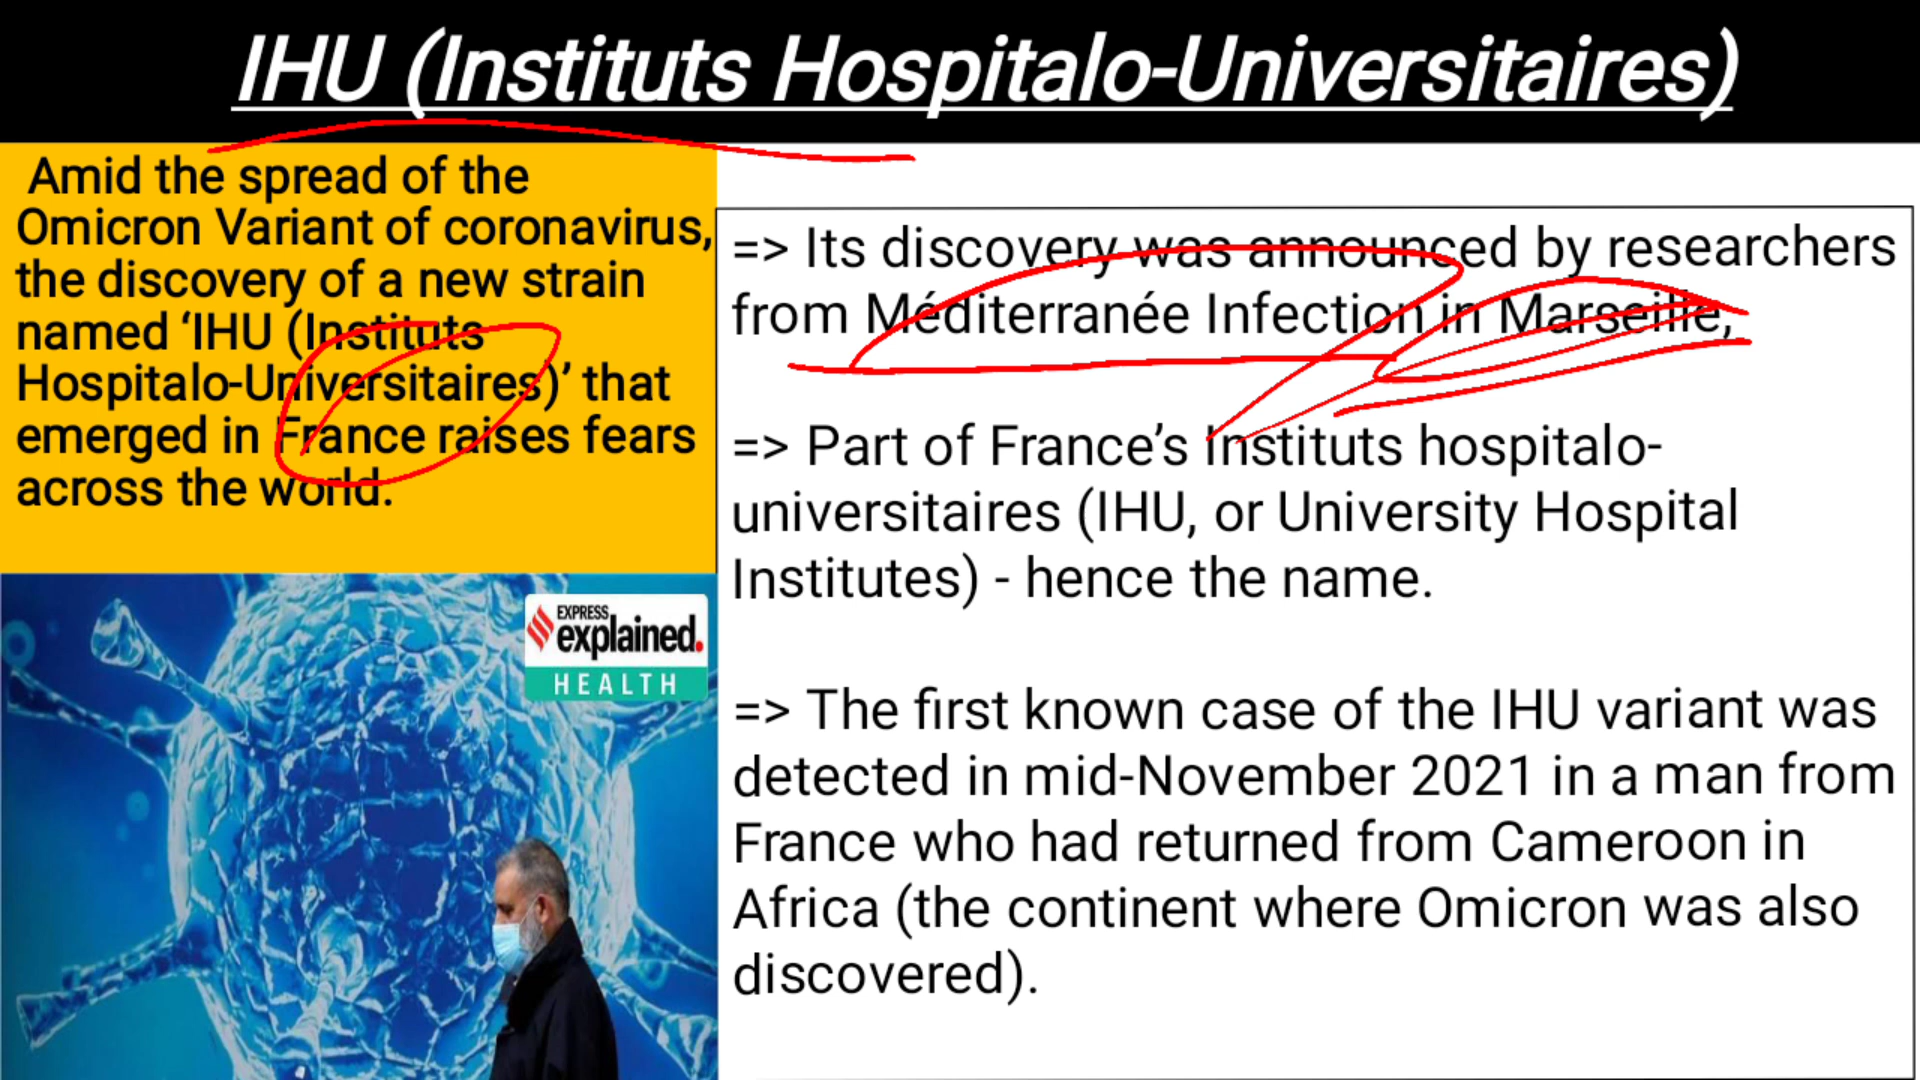 IHU (Instituts Hospitalo-Universitaires)
Amid the spread of the
Omicron Variant of coronavirus,
the discovery of a new strain
named ‘IHU (Instituts
Hospitalo-Universitaires)’ that
emerged in France raises fears
across the world.
EXPRESS
explained.
HEALTH
=> Its discovery was announced by researchers
from Méditerranée Infection in Marseille,
=> Part of France’s Instituts hospitalo-
universitaires (IHU, or University Hospital
Institutes) - hence the name.
=> The first known case of the IHU variant was
detected in mid-November 2021 in a man from
France who had returned from Cameroon in
Africa (the continent where Omicron was also
discovered).